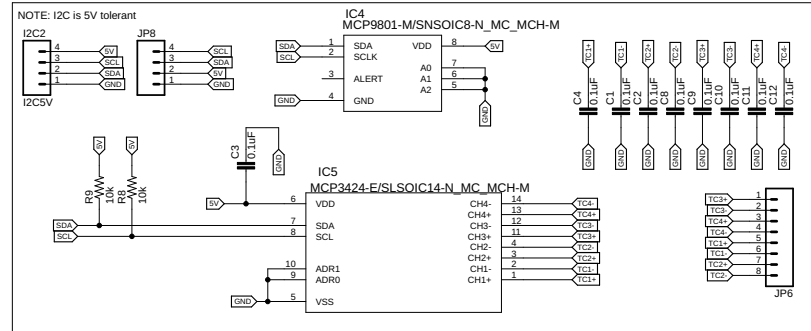 NOTE: I2C is 5V tolerant
I2C2
4 5V
3 SCL
2 SDA
1 GND
I2C5V
JP8
4 SCL
3 SDA
2 5V
1 GND
IC4
MCP9801-M/SNSOIC8-N_MC_MCH-M
SDA 1 SDA VDD 8 5V
SCL 2 SCLK
A0 7
3 ALERT A1 6
A2 5
GND 4 GND
GND
TC1+ TC1- TC2+ TC2- TC3+ TC3- TC4+ TC4-
C4 0.1uF C1 0.1uF C2 0.1uF C8 0.1uF C9 0.1uF C10 0.1uF C11 0.1uF C12 0.1uF
GND GND GND GND GND GND GND GND
5V 5V
R9 10k R8 10k
5V
C3 0.1uF
GND
IC5
MCP3424-E/SLSOIC14-N_MC_MCH-M
5V 6 VDD CH4- 14 TC4-
CH4+ 13 TC4+
SDA 7 SDA CH3- 12 TC3-
SCL 8 SCL CH3+ 11 TC3+
CH2- 4 TC2-
CH2+ 3 TC2+
10 ADR1 CH1- 2 TC1-
9 ADR0 CH1+ 1 TC1+
GND 5 VSS
TC3+ 1
TC3- 2
TC4+ 3
TC4- 4
TC1+ 5
TC1- 6
TC2+ 7
TC2- 8
JP6